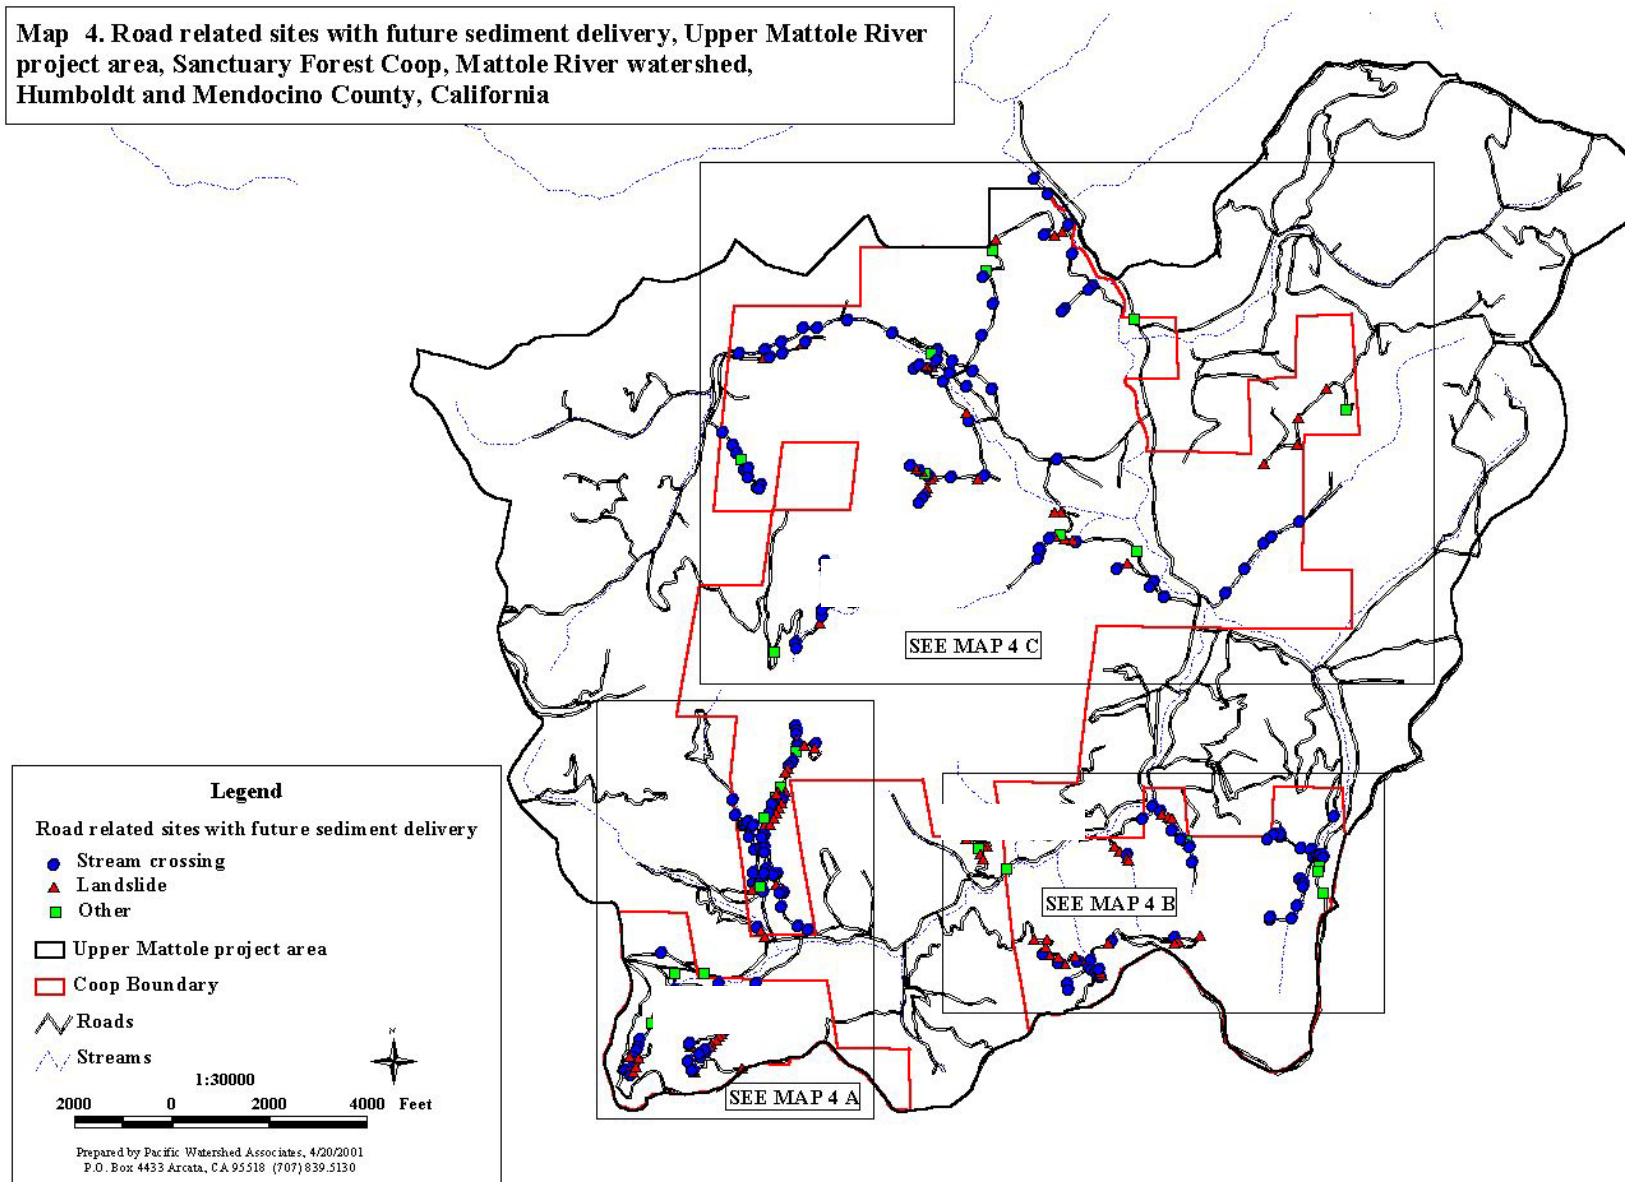 Map 4. Road related sites with future sediment delivery, Upper Mattole River
project area, Sanctuary Forest Coop, Mattole River watershed,
Humboldt and Mendocino County, California
SEE MAP 4 C
SEE MAP 4 B
SEE MAP 4 A
Legend
Road related sites with future sediment delivery
Stream crossing
Landslide
Other
Upper Mattole project area
Coop Boundary
Roads
Streams
N
1:30000
2000 0 2000 4000 Feet
Prepared by Pacific Watershed Associates, 4/20/2001
P.O. Box 4433 Arcata, CA 95518 (707) 839.5130